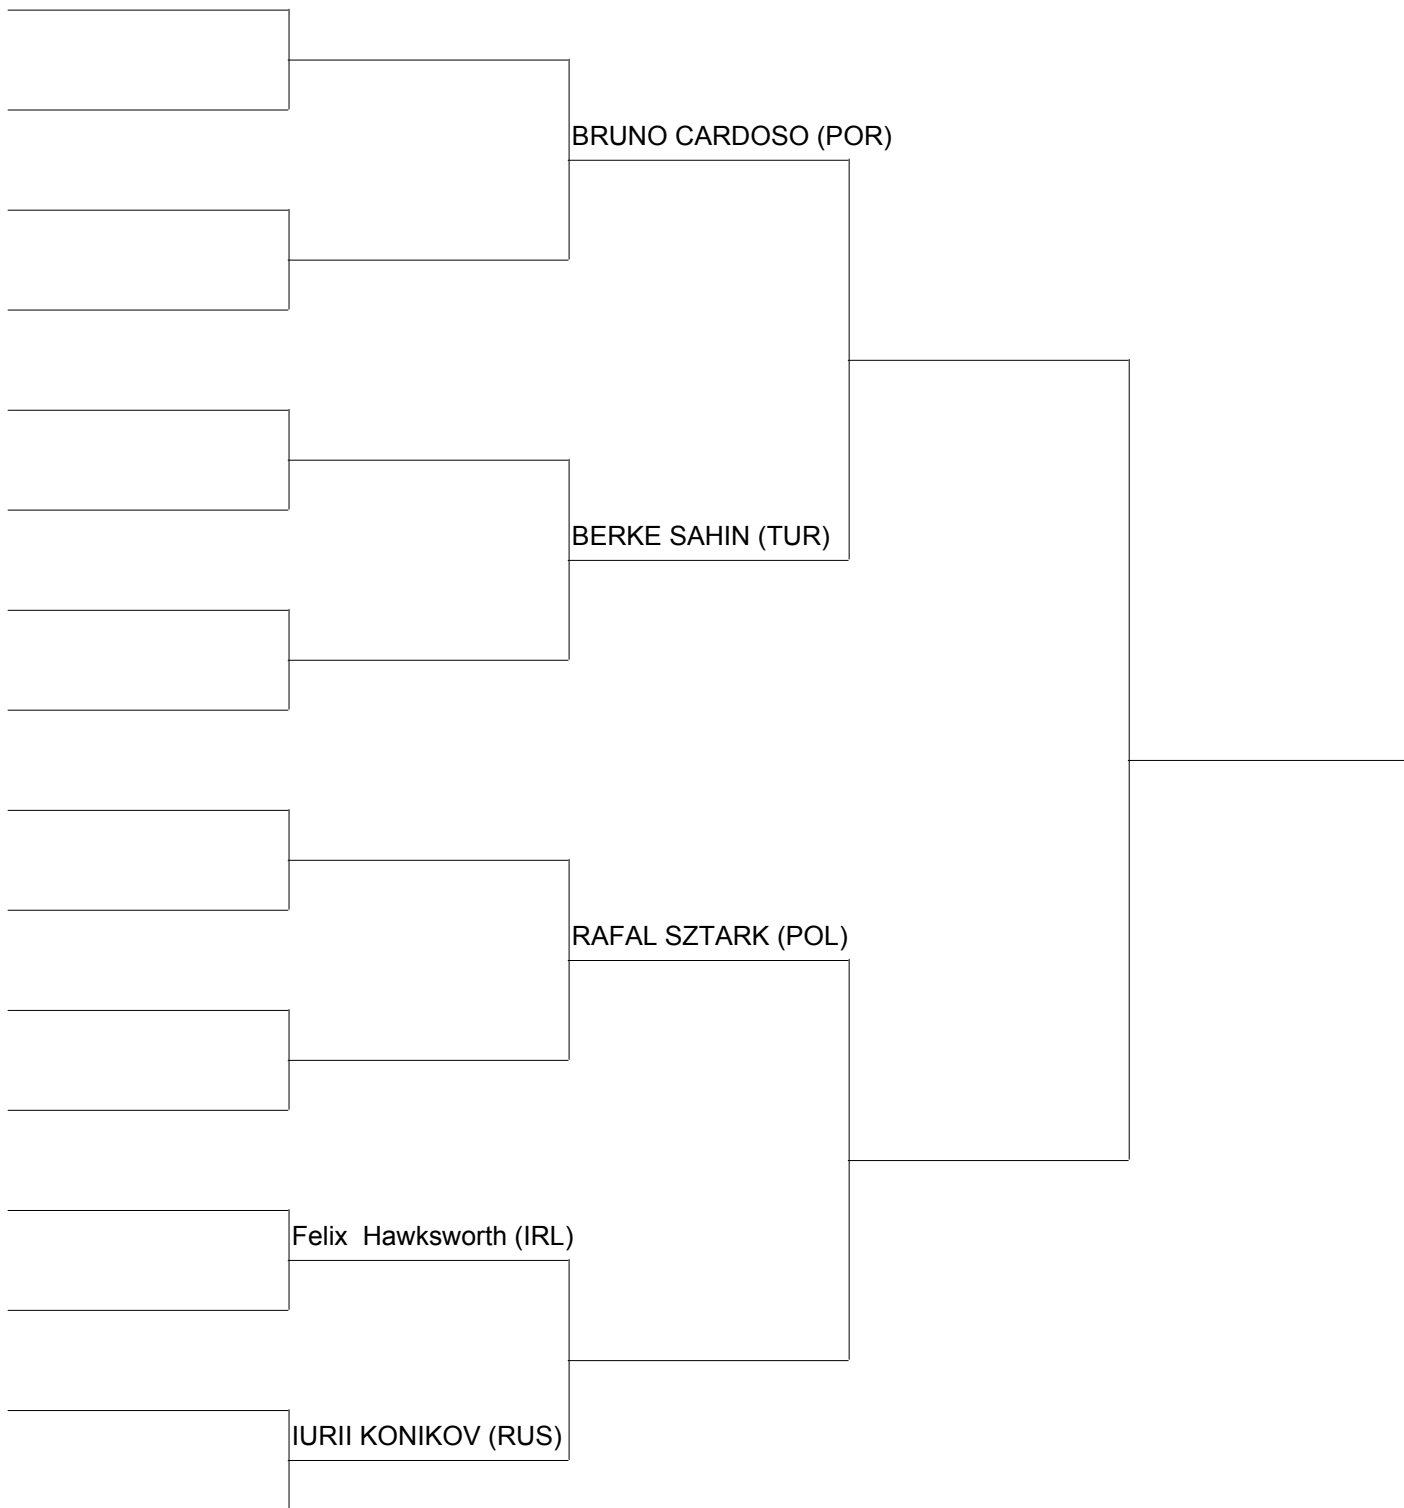 BRUNO CARDOSO (POR)
BERKE SAHIN (TUR)
RAFAL SZTARK (POL)
Felix  Hawksworth (IRL)
IURII KONIKOV (RUS)